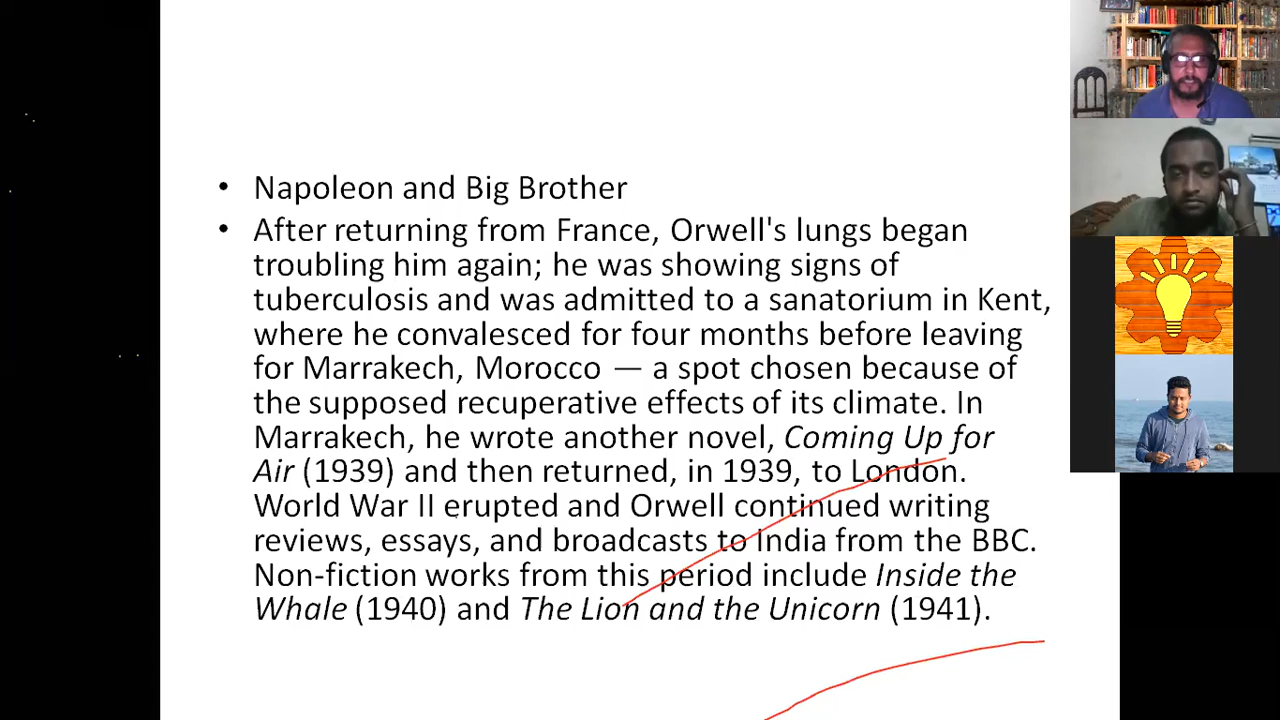 • Napoleon and Big Brother
• After returning from France, Orwell's lungs began
troubling him again; he was showing signs of
tuberculosis and was admitted to a sanatorium in Kent,
where he convalesced for four months before leaving
for Marrakech, Morocco — a spot chosen because of
the supposed recuperative effects of its climate. In
Marrakech, he wrote another novel, Coming Up for
Air (1939) and then returned, in 1939, to London.
World War II erupted and Orwell continued writing
reviews, essays, and broadcasts to India from the BBC.
Non-fiction works from this period include Inside the
Whale (1940) and The Lion and the Unicorn (1941).